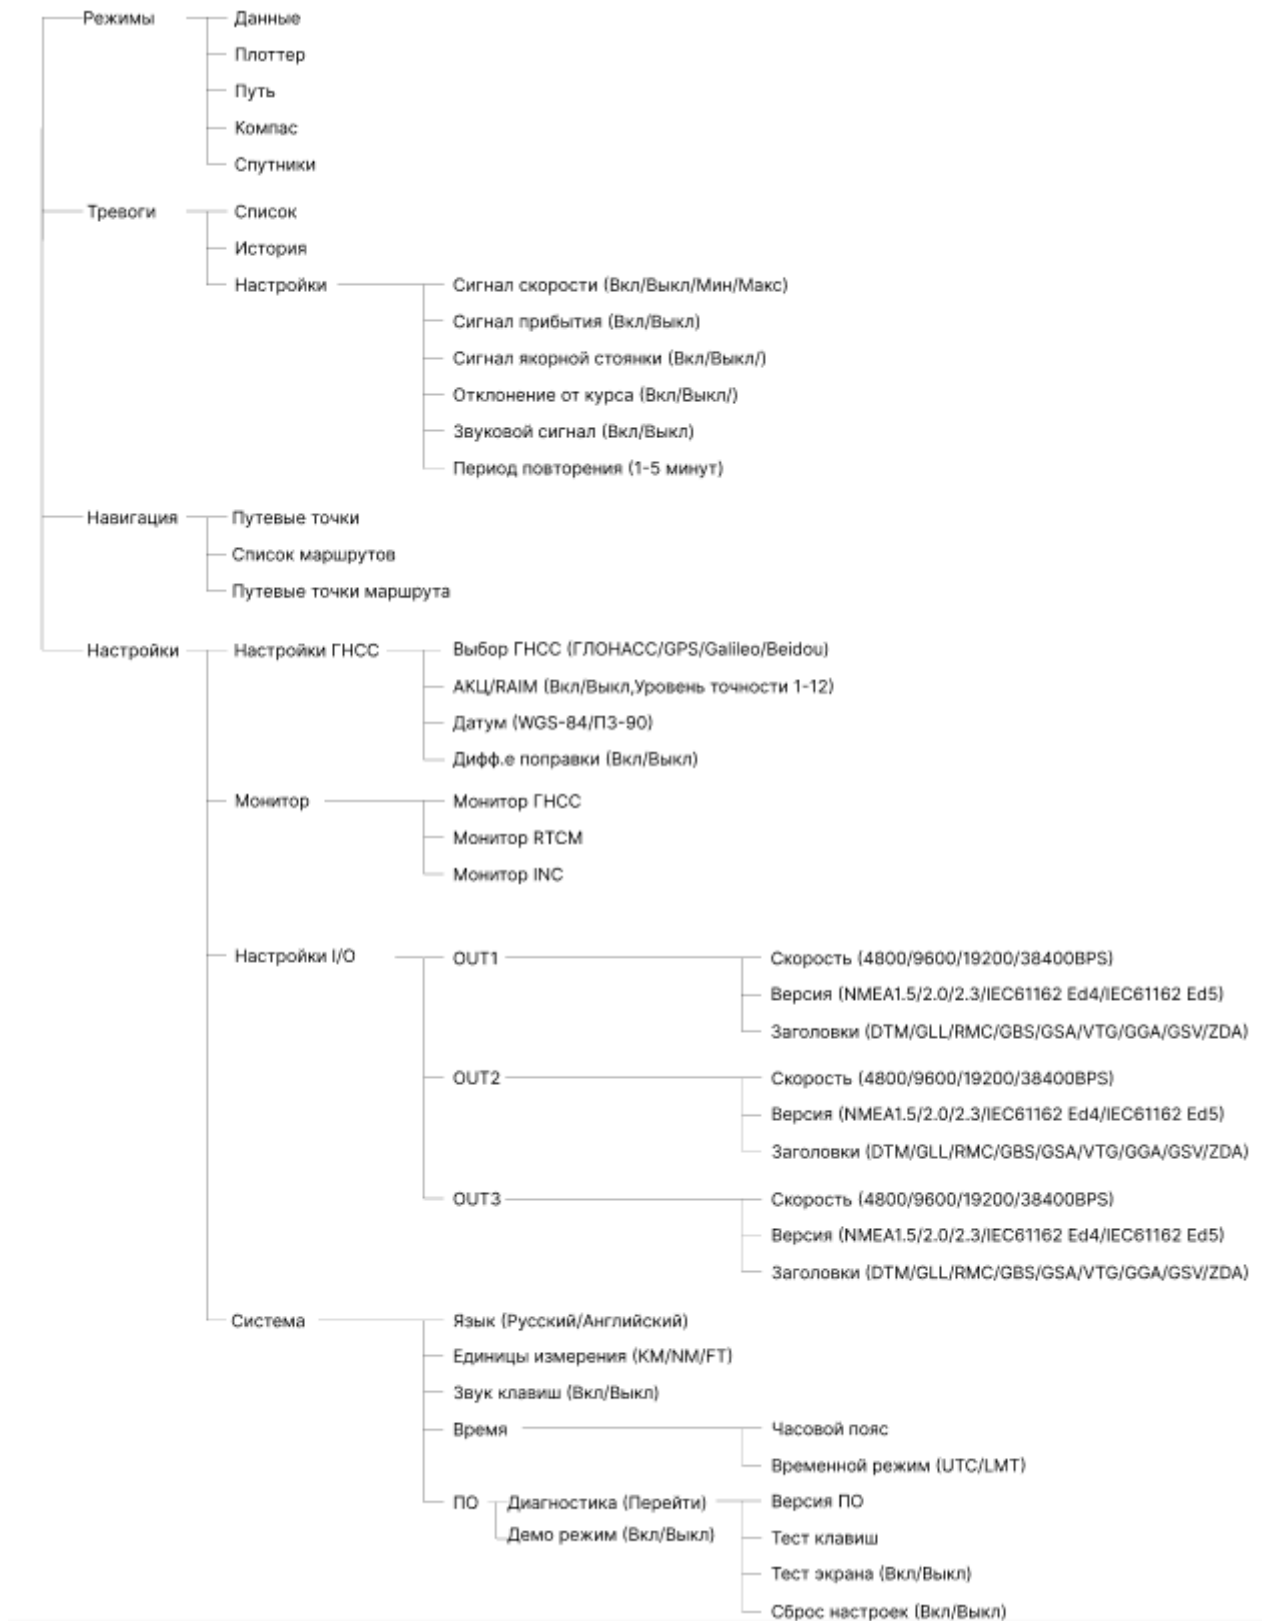 Режимы Данные
Плоттер
Путь
Компас
Спутники
Тревоги Список
История
Настройки Сигнал скорости (Вкл/Выкл/Мин/Макс)
Сигнал прибытия (Вкл/Выкл)
Сигнал якорной стоянки (Вкл/Выкл/)
Отклонение от курса (Вкл/Выкл/)
Звуковой сигнал (Вкл/Выкл)
Период повторения (1-5 минут)
Навигация Путевые точки
Список маршрутов
Путевые точки маршрута
Настройки Настройки ГНСС Выбор ГНСС (ГЛОНАСС/GPS/Galileo/Beidou)
АКЦ/RAIM (Вкл/Выкл,Уровень точности 1-12)
Датум (WGS-84/ПЗ-90)
Дифф.е поправки (Вкл/Выкл)
Монитор Монитор ГНСС
Монитор RTCM
Монитор INC
Настройки I/O OUT1 Скорость (4800/9600/19200/38400BPS)
Версия (NMEA1.5/2.0/2.3/IEC61162 Ed4/IEC61162 Ed5)
Заголовки (DTM/GLL/RMC/GBS/GSA/VTG/GGA/GSV/ZDA)
OUT2 Скорость (4800/9600/19200/38400BPS)
Версия (NMEA1.5/2.0/2.3/IEC61162 Ed4/IEC61162 Ed5)
Заголовки (DTM/GLL/RMC/GBS/GSA/VTG/GGA/GSV/ZDA)
OUT3 Скорость (4800/9600/19200/38400BPS)
Версия (NMEA1.5/2.0/2.3/IEC61162 Ed4/IEC61162 Ed5)
Заголовки (DTM/GLL/RMC/GBS/GSA/VTG/GGA/GSV/ZDA)
Система Язык (Русский/Английский)
Единицы измерения (KM/NM/FT)
Звук клавиш (Вкл/Выкл)
Время Часовой пояс
Временной режим (UTC/LMT)
ПО Диагностика (Перейти) Версия ПО
Демо режим (Вкл/Выкл)
Тест клавиш
Тест экрана (Вкл/Выкл)
Сброс настроек (Вкл/Выкл)